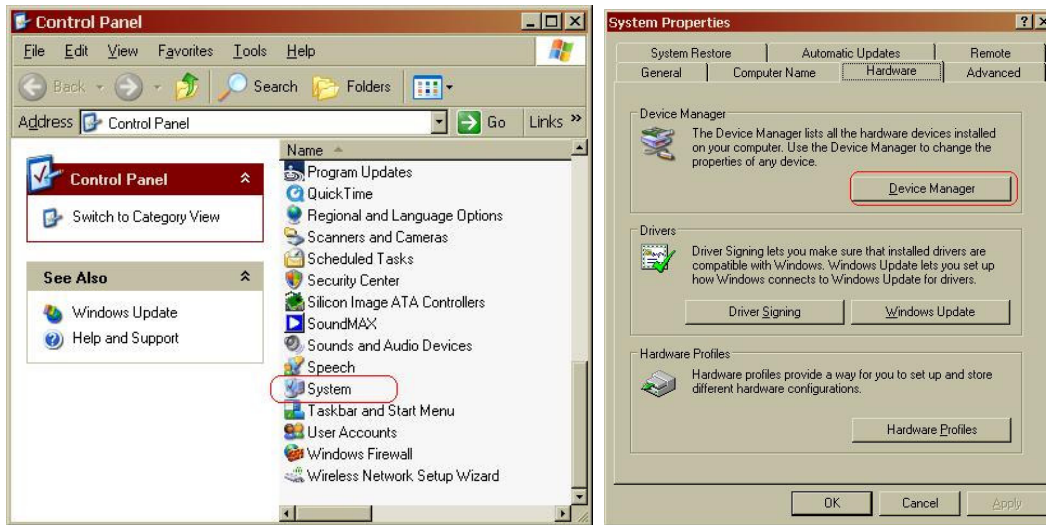 Control Panel
File Edit View Favorites Tools Help
Back Search Folders
Address Control Panel Go Links »
Control Panel
Switch to Category View
See Also
Windows Update
Help and Support
Name
Program Updates
QuickTime
Regional and Language Options
Scanners and Cameras
Scheduled Tasks
Security Center
Silicon Image ATA Controllers
SoundMAX
Sounds and Audio Devices
Speech
System
Taskbar and Start Menu
User Accounts
Windows Firewall
Wireless Network Setup Wizard
System Properties
System Restore Automatic Updates Remote
General Computer Name Hardware Advanced
Device Manager
The Device Manager lists all the hardware devices installed
on your computer. Use the Device Manager to change the
properties of any device.
Device Manager
Drivers
Driver Signing lets you make sure that installed drivers are
compatible with Windows. Windows Update lets you set up
how Windows connects to Windows Update for drivers.
Driver Signing Windows Update
Hardware Profiles
Hardware profiles provide a way for you to set up and store
different hardware configurations.
Hardware Profiles
OK Cancel Apply